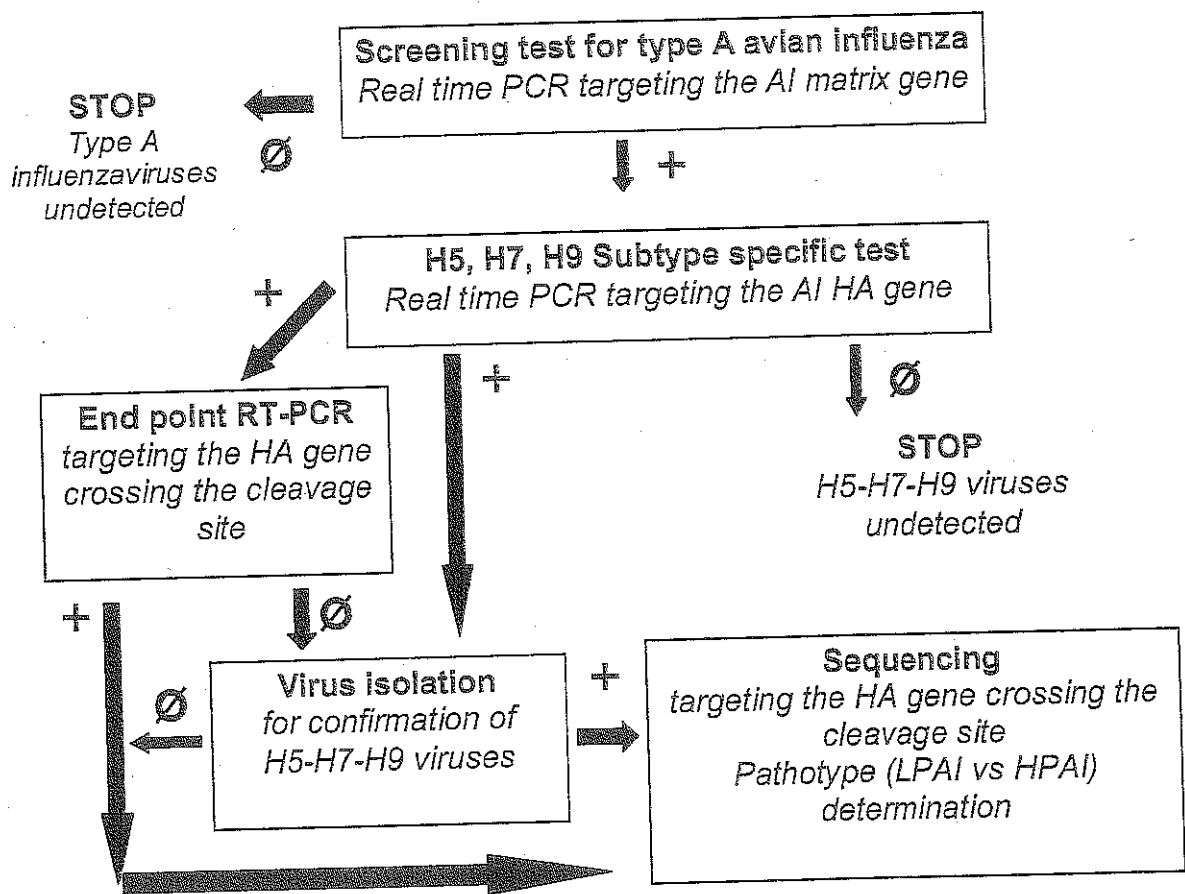 Screening test for type A avian influenza
Real time PCR targeting the AI matrix gene
STOP
Type A
influenzaviruses
undetected
Ø
+
H5, H7, H9 Subtype specific test
Real time PCR targeting the AI HA gene
+
+
Ø
End point RT-PCR
targeting the HA gene
crossing the cleavage
site
STOP
H5-H7-H9 viruses
undetected
+
Ø
Virus isolation
for confirmation of
H5-H7-H9 viruses
Ø
+
Sequencing
targeting the HA gene crossing the
cleavage site
Pathotype (LPAI vs HPAI)
determination